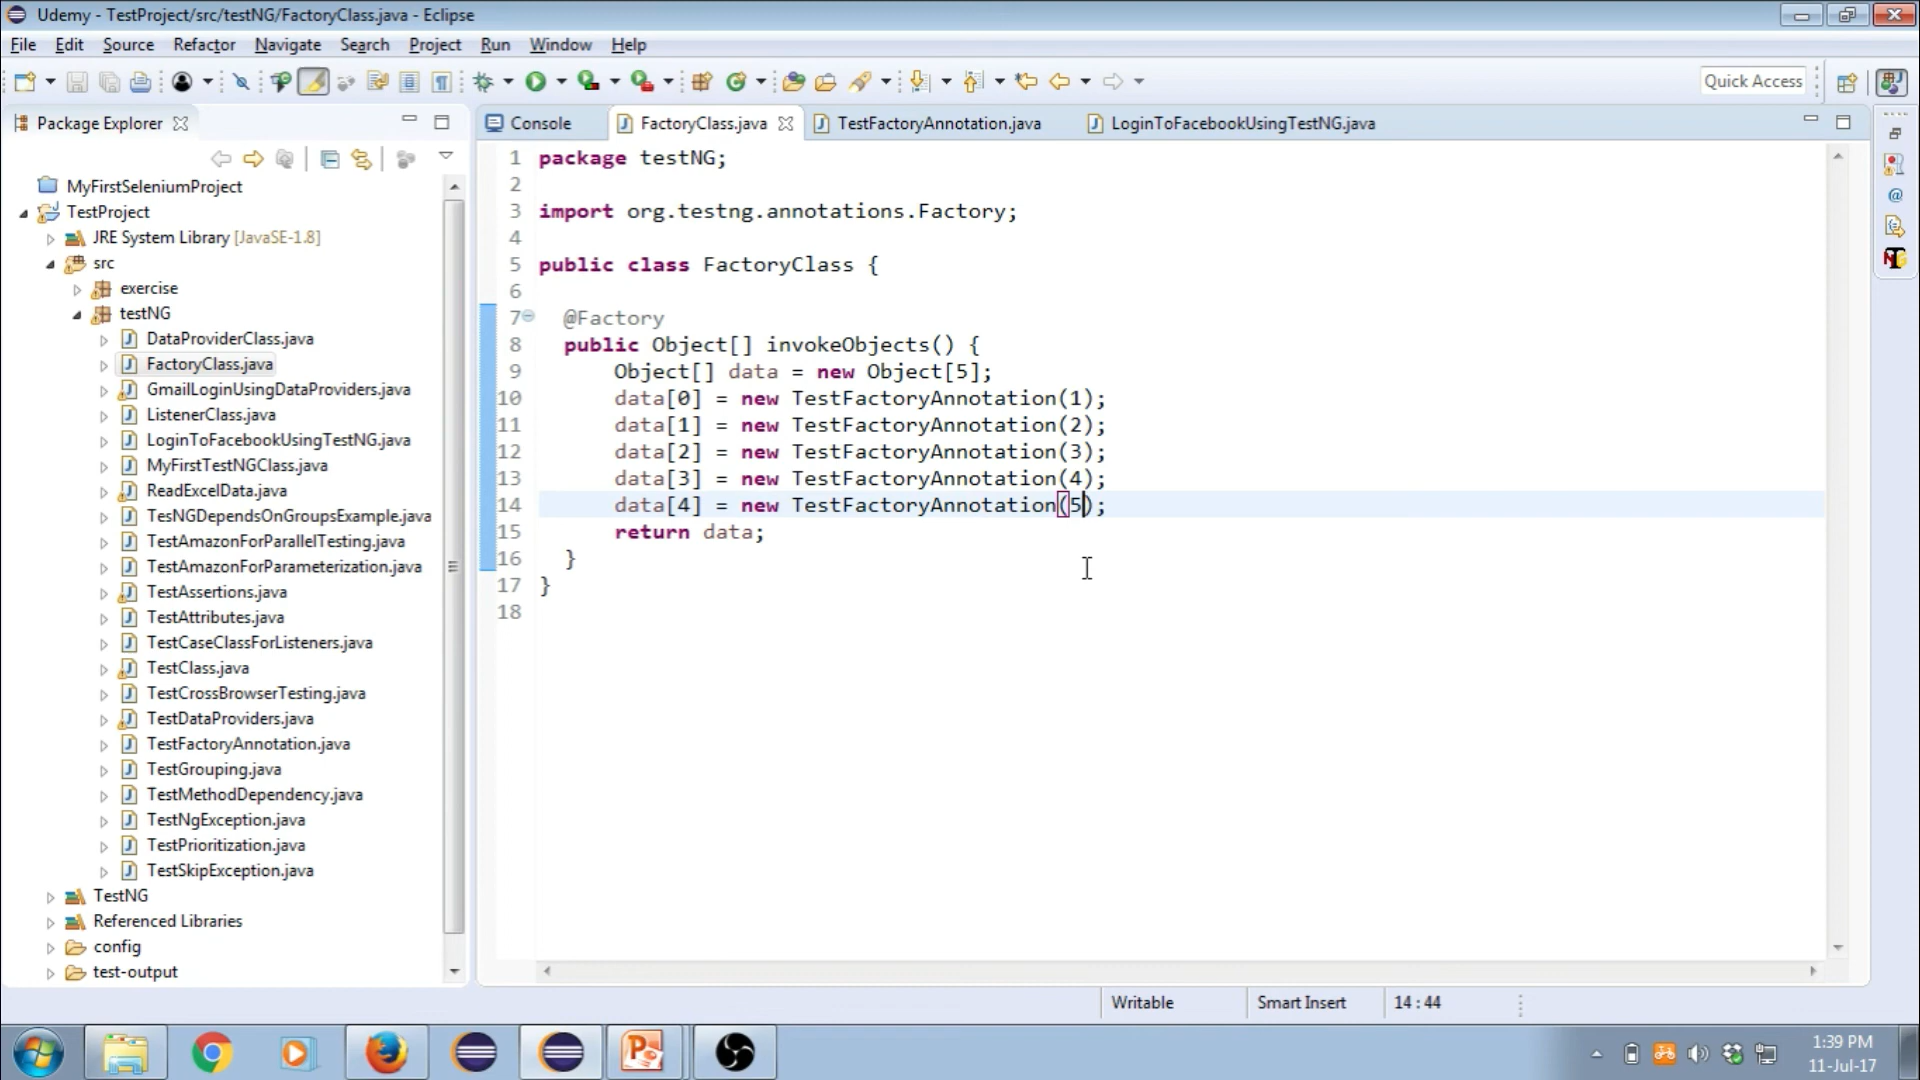 Udemy - TestProject/src/testNG/FactoryClass.java - Eclipse
File Edit Source Refactor Navigate Search Project Run Window Help
Quick Access
Package Explorer
Console FactoryClass.java TestFactoryAnnotation.java LoginToFacebookUsingTestNG.java
MyFirstSeleniumProject
TestProject
JRE System Library [JavaSE-1.8]
src
exercise
testNG
DataProviderClass.java
FactoryClass.java
GmailLoginUsingDataProviders.java
ListenerClass.java
LoginToFacebookUsingTestNG.java
MyFirstTestNGClass.java
ReadExcelData.java
TesNGDependsOnGroupsExample.java
TestAmazonForParallelTesting.java
TestAmazonForParameterization.java
TestAssertions.java
TestAttributes.java
TestCaseClassForListeners.java
TestClass.java
TestCrossBrowserTesting.java
TestDataProviders.java
TestFactoryAnnotation.java
TestGrouping.java
TestMethodDependency.java
TestNgException.java
TestPrioritization.java
TestSkipException.java
TestNG
Referenced Libraries
config
test-output
1 package testNG;
2
3 import org.testng.annotations.Factory;
4
5 public class FactoryClass {
6
7 @Factory
8 public Object[] invokeObjects() {
9 Object[] data = new Object[5];
10 data[0] = new TestFactoryAnnotation(1);
11 data[1] = new TestFactoryAnnotation(2);
12 data[2] = new TestFactoryAnnotation(3);
13 data[3] = new TestFactoryAnnotation(4);
14 data[4] = new TestFactoryAnnotation(5);
15 return data;
16 }
17 }
18
Writable Smart Insert 14 : 44
1:39 PM
11-Jul-17